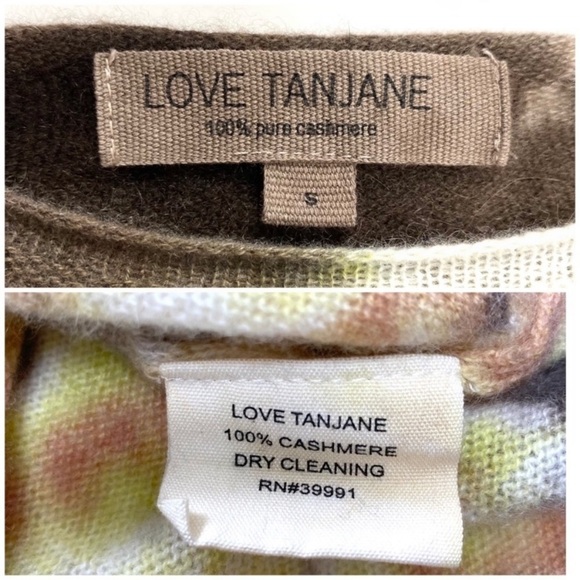 LOVE TANJANE
100% pure cashmere
S
LOVE TANJANE
100% CASHMERE
DRY CLEANING
RN#39991